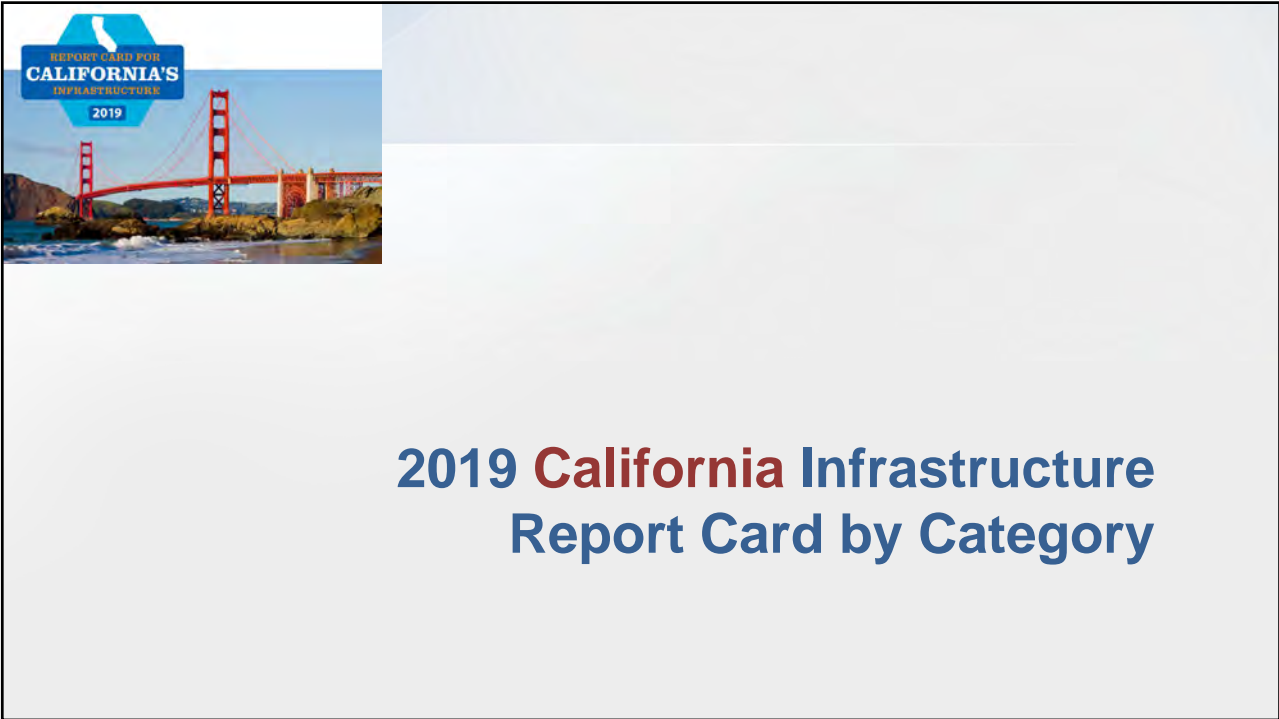 REPORT CARD FOR
CALIFORNIA'S
INFRASTRUCTURE
2019
2019 California Infrastructure
Report Card by Category